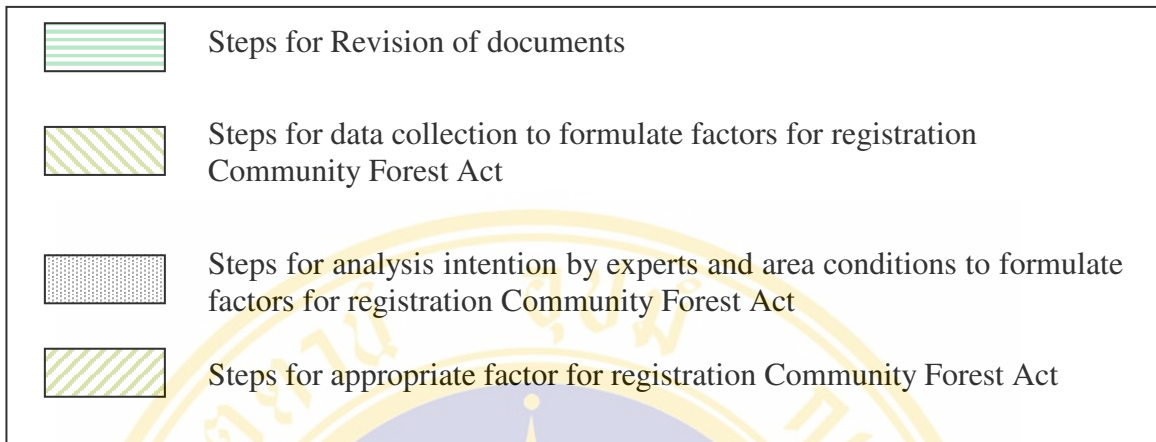 Steps for Revision of documents
Steps for data collection to formulate factors for registration
Community Forest Act
Steps for analysis intention by experts and area conditions to formulate
factors for registration Community Forest Act
Steps for appropriate factor for registration Community Forest Act